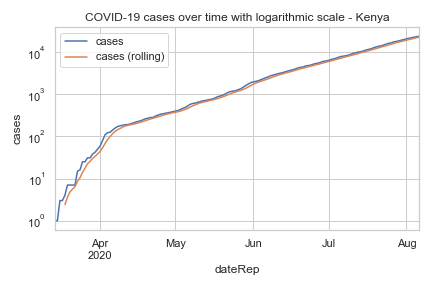 COVID-19 cases over time with logarithmic scale - Kenya
cases
cases (rolling)
10⁴
10³
10²
10¹
10⁰
cases
Apr May Jun Jul Aug
2020
dateRep